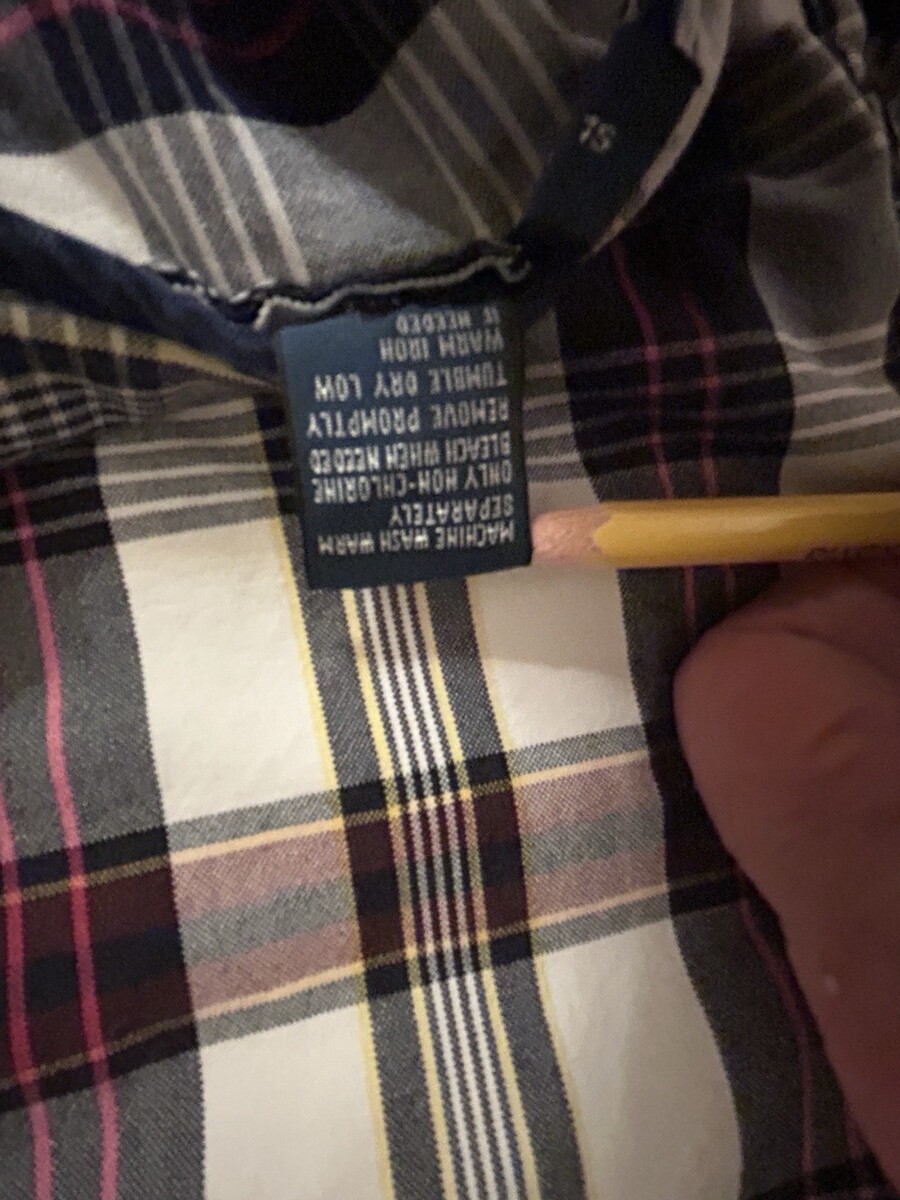 MACHINE WASH WARM
SEPARATELY
ONLY NON-CHLORINE
BLEACH WHEN NEEDED
REMOVE PROMPTLY
TUMBLE DRY LOW
WARM IRON
IF NEEDED